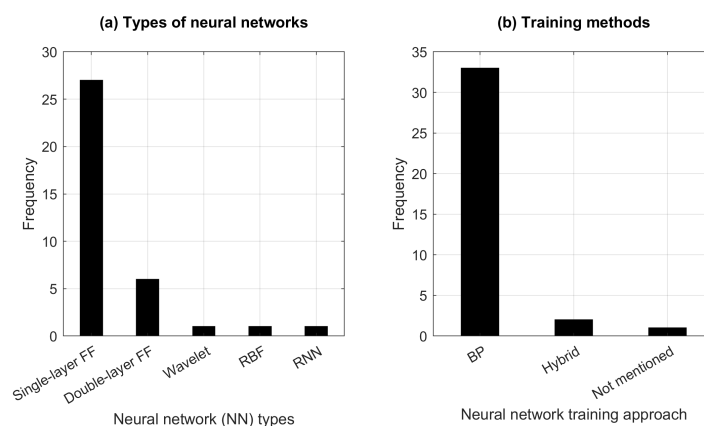 (a) Types of neural networks
30
25
20
15
10
5
0
Frequency
Single-layer FF
Double-layer FF
Wavelet
RBF
RNN
Neural network (NN) types
(b) Training methods
35
30
25
20
15
10
5
0
Frequency
BP
Hybrid
Not mentioned
Neural network training approach